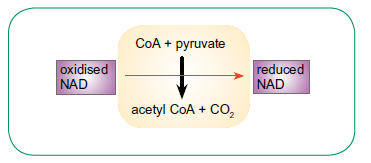 CoA + pyruvate
oxidised
NAD
reduced
NAD
acetyl CoA + CO₂